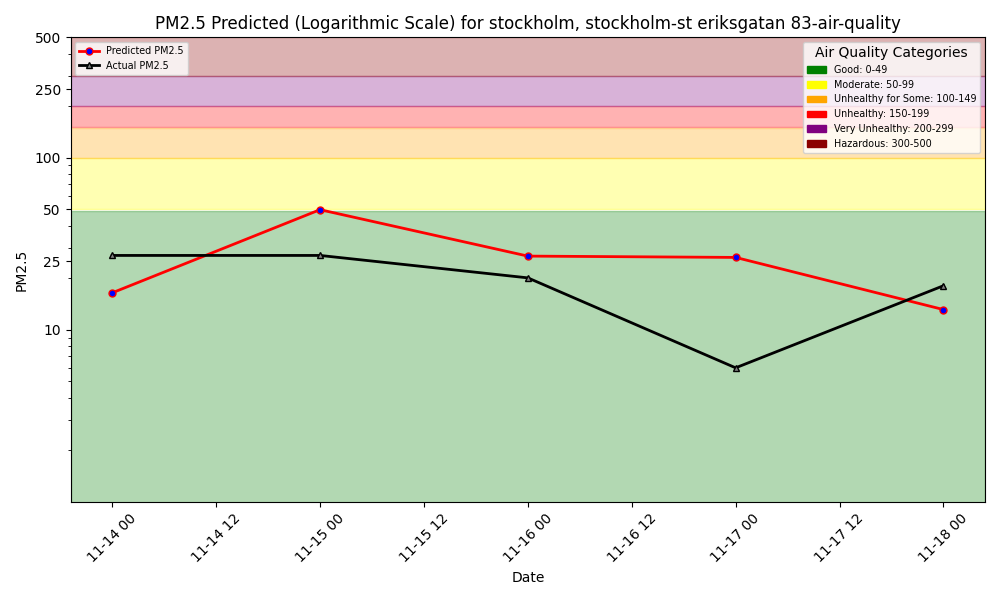 PM2.5 Predicted (Logarithmic Scale) for stockholm, stockholm-st eriksgatan 83-air-quality
Predicted PM2.5
Actual PM2.5
Air Quality Categories
Good: 0-49
Moderate: 50-99
Unhealthy for Some: 100-149
Unhealthy: 150-199
Very Unhealthy: 200-299
Hazardous: 300-500
PM2.5
500
250
100
50
25
10
11-14 00
11-14 12
11-15 00
11-15 12
11-16 00
11-16 12
11-17 00
11-17 12
11-18 00
Date